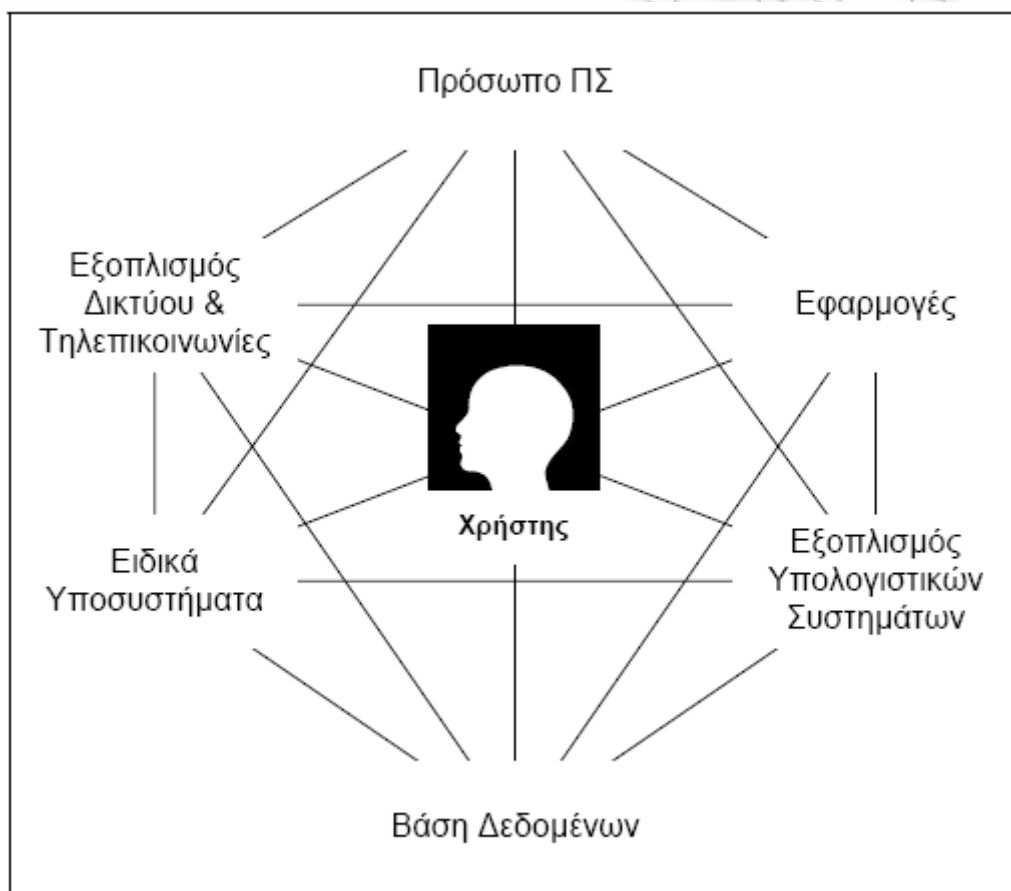 Πρόσωπο ΠΣ
Εξοπλισμός
Δικτύου &
Τηλεπικοινωνίες
Εφαρμογές
Χρήστης
Ειδικά
Υποσυστήματα
Εξοπλισμός
Υπολογιστικών
Συστημάτων
Βάση Δεδομένων